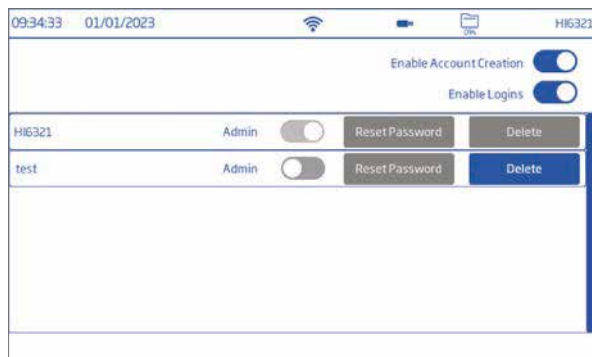 09:34:33 01/01/2023 0% HI6321
Enable Account Creation
Enable Logins
HI6321 Admin Reset Password Delete
test Admin Reset Password Delete